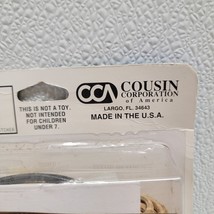 CCA
COUSIN
CORPORATION
of America
LARGO, FL. 34643
MADE IN THE U.S.A.
THIS IS NOT A TOY.
NOT INTENDED
FOR CHILDREN
UNDER 7.